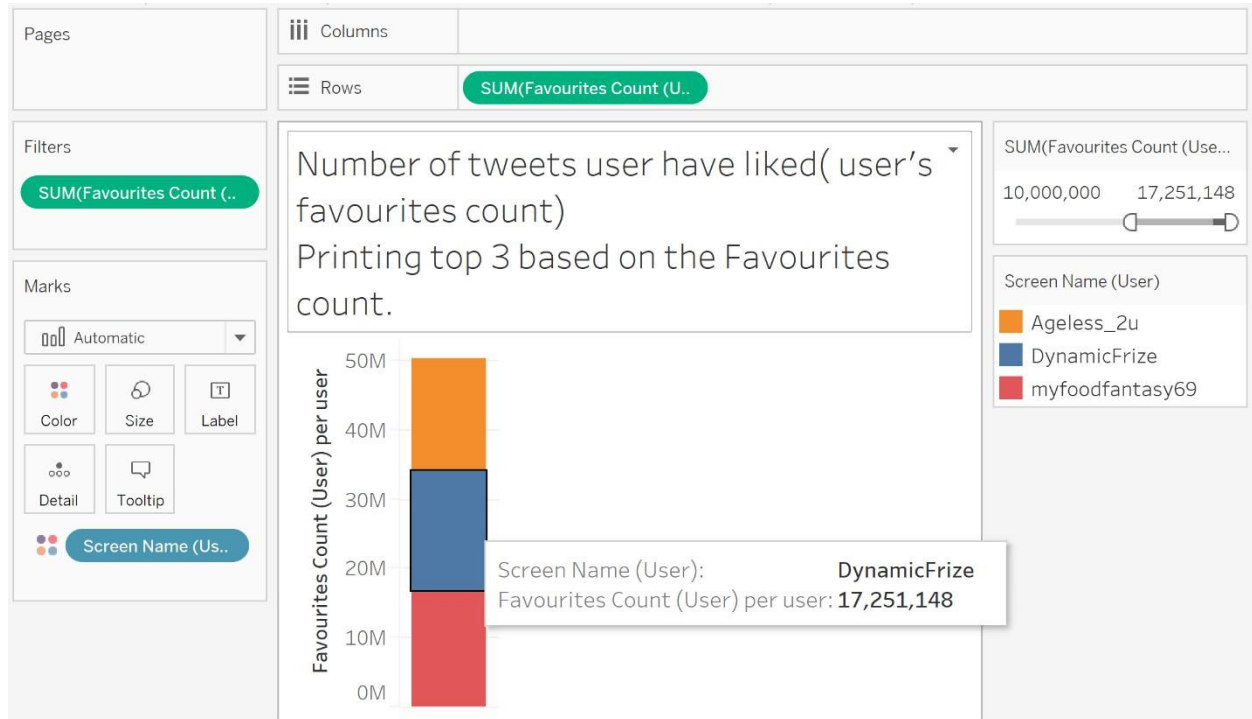 Pages
Columns
Rows
SUM(Favourites Count (U..
Filters
SUM(Favourites Count (..
Marks
Automatic
Color
Size
Label
Detail
Tooltip
Screen Name (Us..
Number of tweets user have liked( user's
favourites count)
Printing top 3 based on the Favourites
count.
Favourites Count (User) per user
50M
40M
30M
20M
10M
0M
Screen Name (User): DynamicFrize
Favourites Count (User) per user: 17,251,148
SUM(Favourites Count (Use...
10,000,000 17,251,148
Screen Name (User)
Ageless_2u
DynamicFrize
myfoodfantasy69